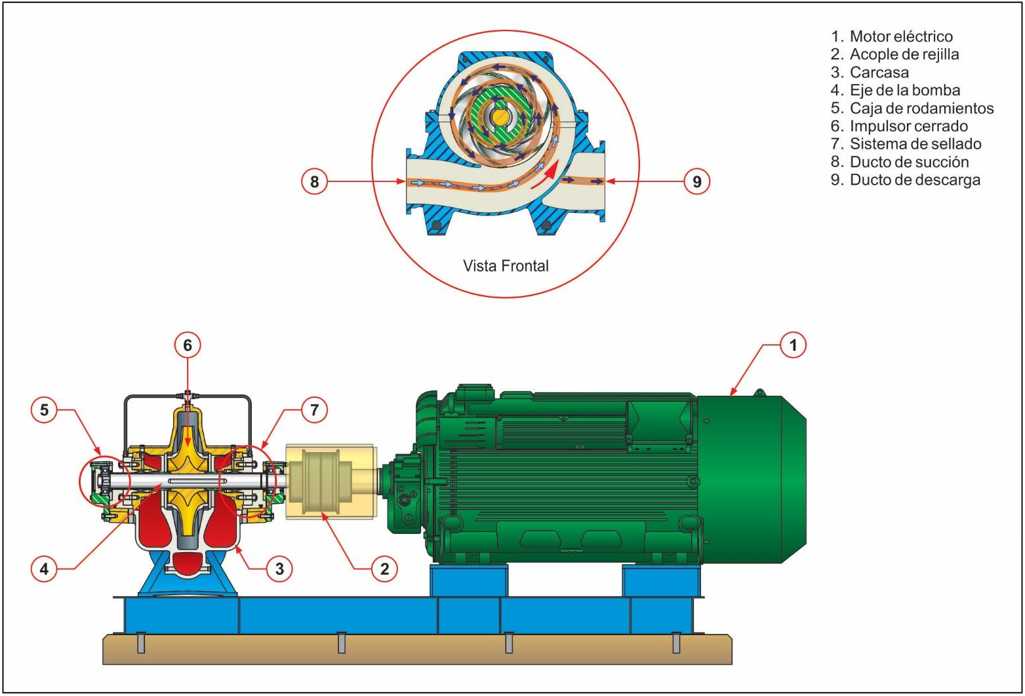 1. Motor eléctrico
2. Acople de rejilla
3. Carcasa
4. Eje de la bomba
5. Caja de rodamientos
6. Impulsor cerrado
7. Sistema de sellado
8. Ducto de succión
9. Ducto de descarga
8
9
Vista Frontal
6
1
5
7
4
3
2